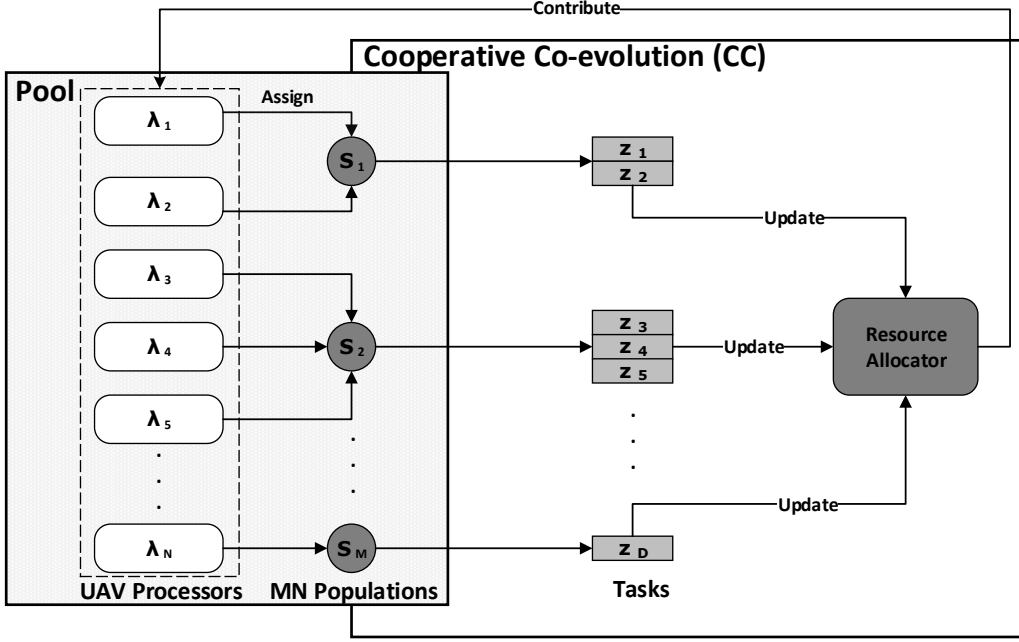 Contribute
Cooperative Co-evolution (CC)
Pool
Assign
λ 1
S 1
z 1
z 2
λ 2
Update
λ 3
z 3
λ 4
S 2
z 4
Update
Resource
Allocator
z 5
λ 5
Update
λ N
S M
z D
UAV Processors
MN Populations
Tasks